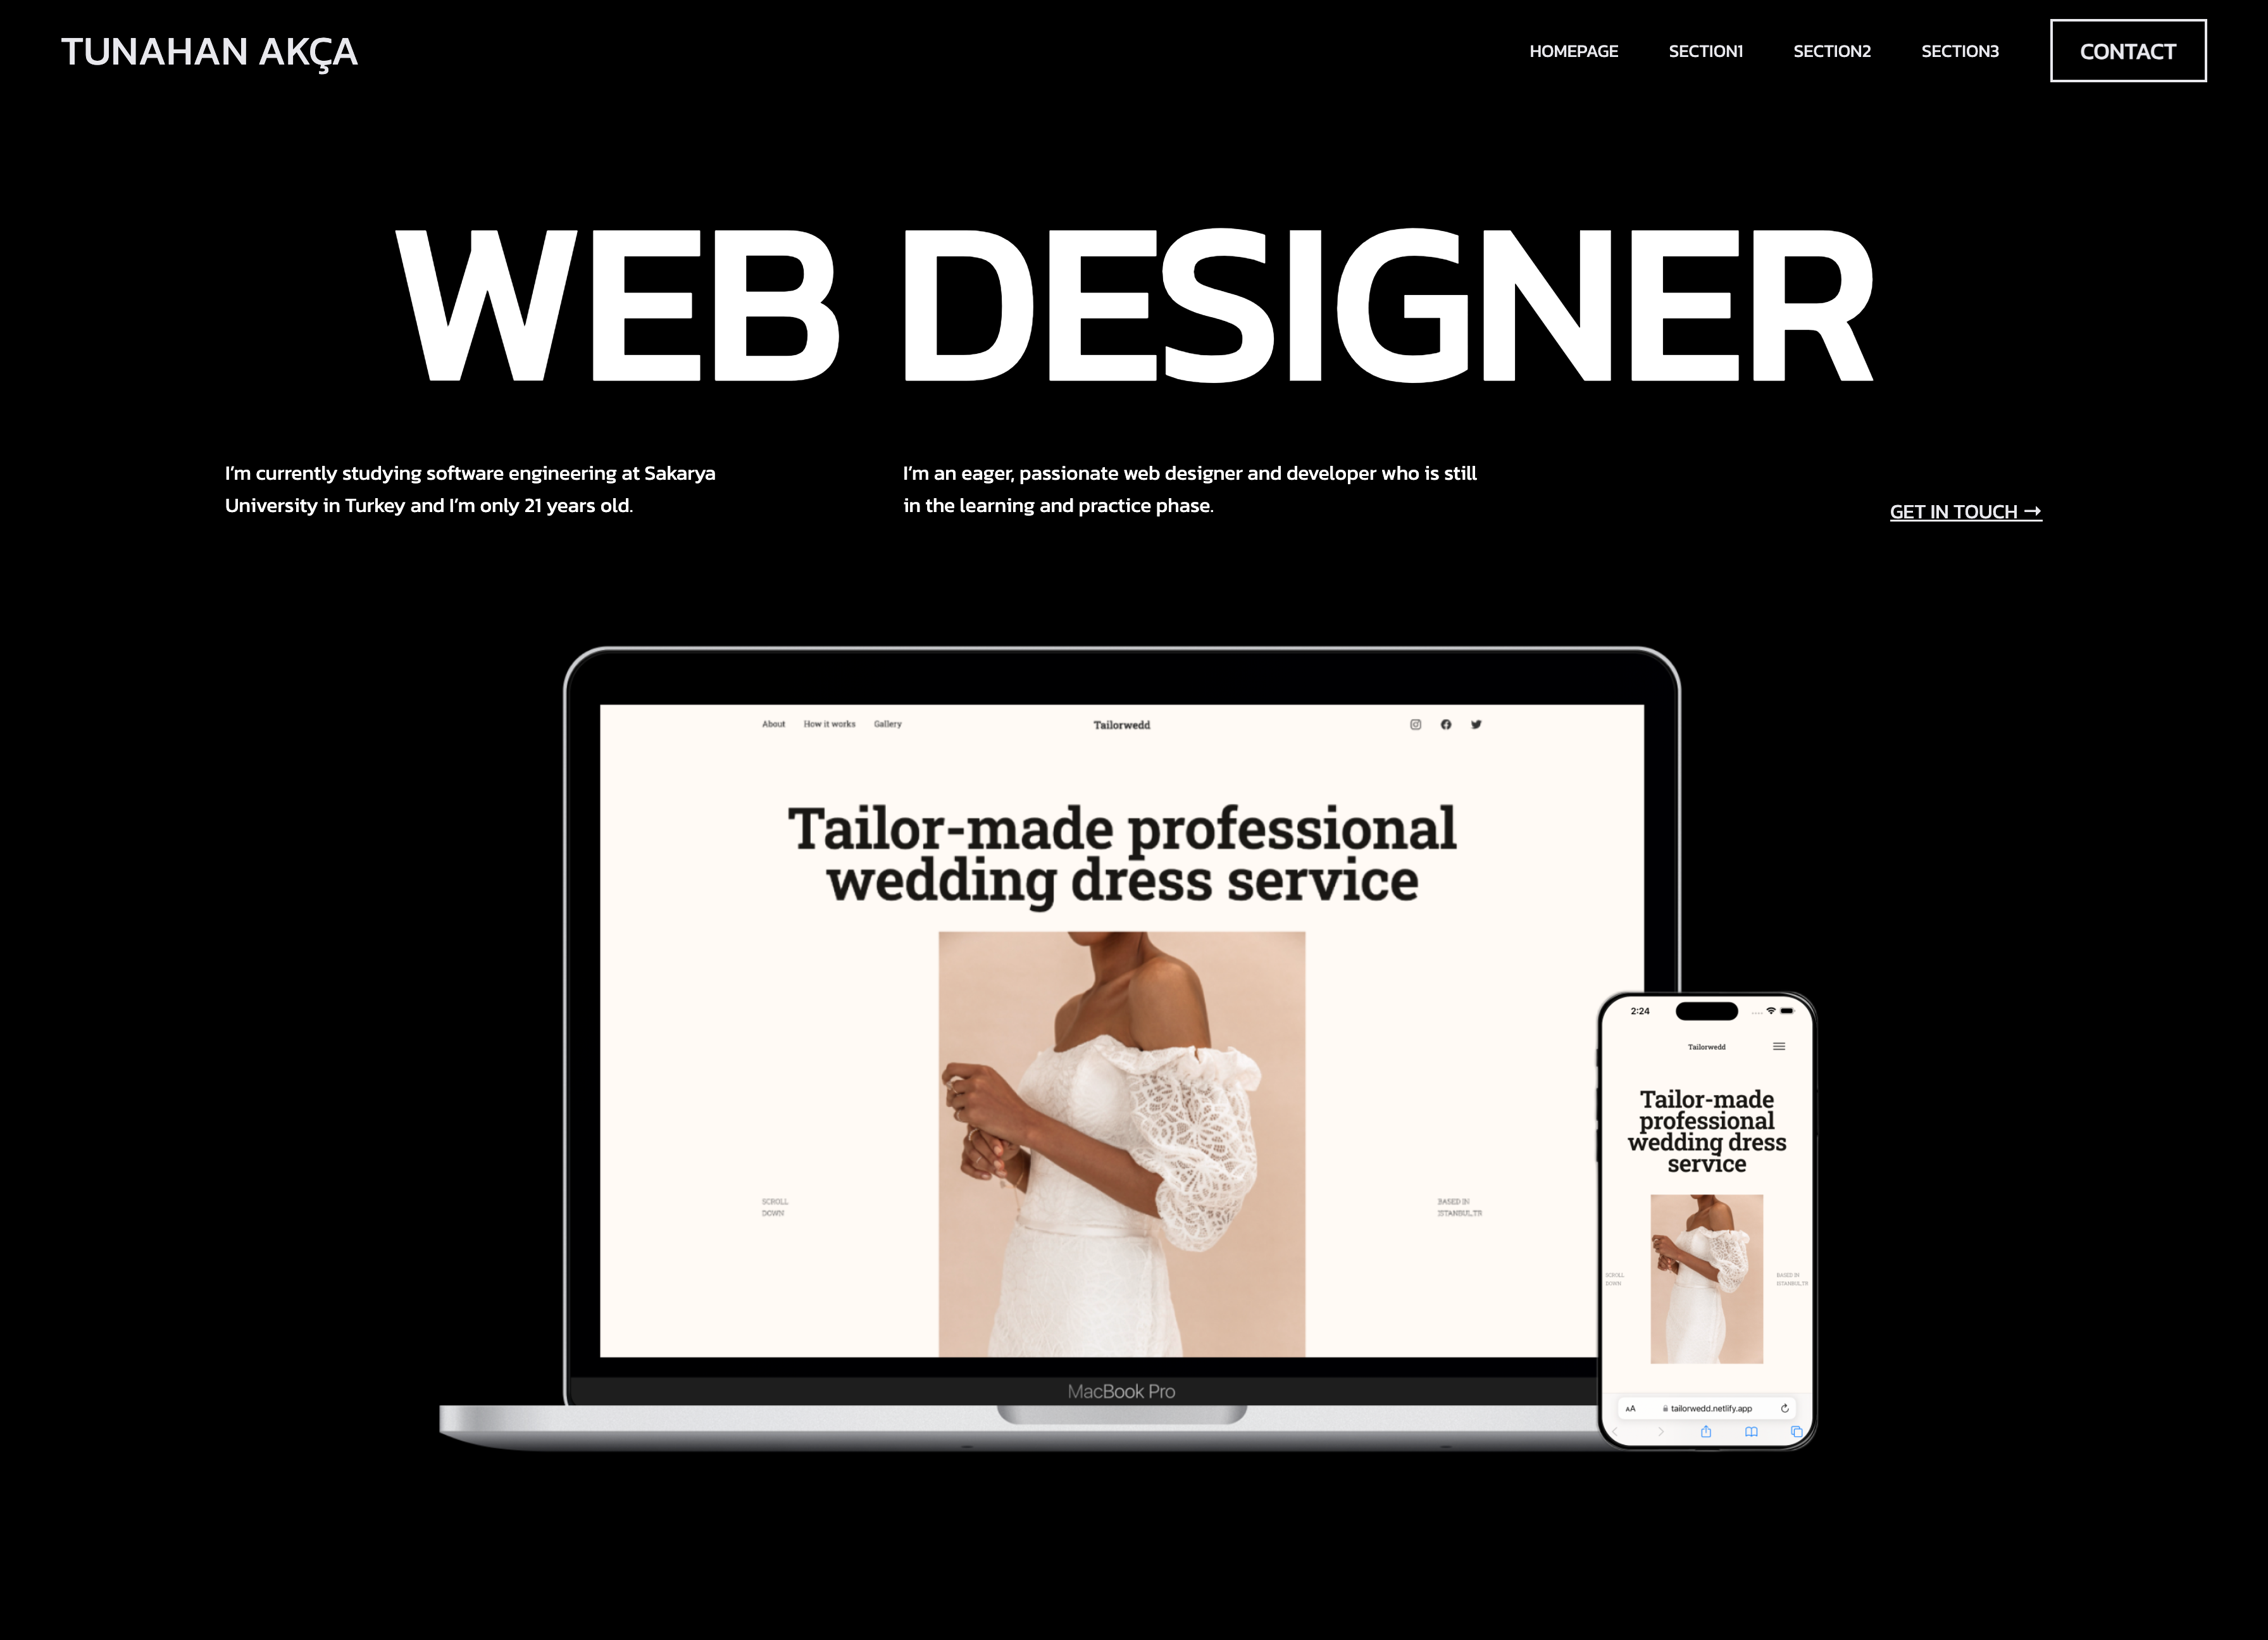 TUNAHAN AKÇA
HOMEPAGE SECTION1 SECTION2 SECTION3 CONTACT
WEB DESIGNER
I'm currently studying software engineering at Sakarya
University in Turkey and I'm only 21 years old.
I'm an eager, passionate web designer and developer who is still
in the learning and practice phase.
GET IN TOUCH →
About How it works Gallery Tailorwedd
Tailor-made professional
wedding dress service
SCROLL
DOWN
BASED IN
ISTANBUL,TR
MacBook Pro
2:24
Tailorwedd
Tailor-made
professional
wedding dress
service
SCROLL
DOWN
BASED IN
ISTANBUL,TR
AA tailorwedd.netlify.app